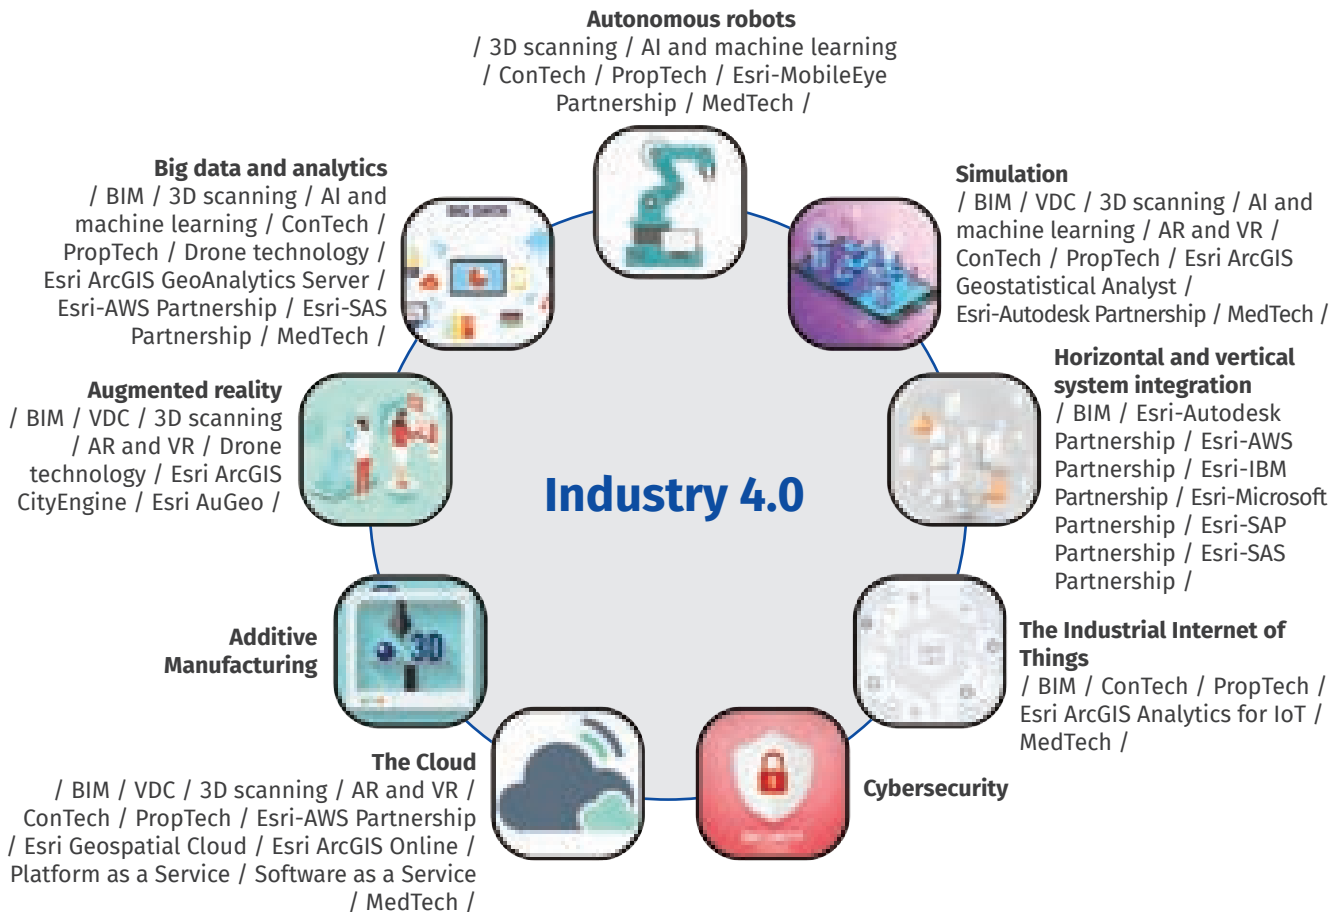 Autonomous robots
/ 3D scanning / AI and machine learning
/ ConTech / PropTech / Esri-MobileEye
Partnership / MedTech /
Big data and analytics
/ BIM / 3D scanning / AI and
machine learning / ConTech /
PropTech / Drone technology /
Esri ArcGIS GeoAnalytics Server /
Esri-AWS Partnership / Esri-SAS
Partnership / MedTech /
BIG DATA
Simulation
/ BIM / VDC / 3D scanning / AI and
machine learning / AR and VR /
ConTech / PropTech / Esri ArcGIS
Geostatistical Analyst /
Esri-Autodesk Partnership / MedTech /
Augmented reality
/ BIM / VDC / 3D scanning
/ AR and VR / Drone
technology / Esri ArcGIS
CityEngine / Esri AuGeo /
Horizontal and vertical
system integration
/ BIM / Esri-Autodesk
Partnership / Esri-AWS
Partnership / Esri-IBM
Partnership / Esri-Microsoft
Partnership / Esri-SAP
Partnership / Esri-SAS
Partnership /
Industry 4.0
Additive
Manufacturing
3D
The Industrial Internet of
Things
/ BIM / ConTech / PropTech /
Esri ArcGIS Analytics for IoT /
MedTech /
The Cloud
/ BIM / VDC / 3D scanning / AR and VR /
ConTech / PropTech / Esri-AWS Partnership
/ Esri Geospatial Cloud / Esri ArcGIS Online /
Platform as a Service / Software as a Service
/ MedTech /
Cybersecurity
SECURITY